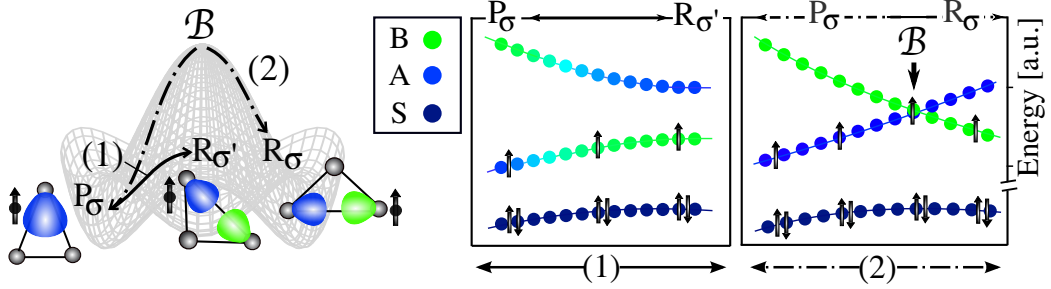 ℬ
(2)
(1)
P_σ
R_σ'
R_σ
B
A
S
P_σ
R_σ'
(1)
P_σ
R_σ
ℬ
(2)
Energy [a.u.]